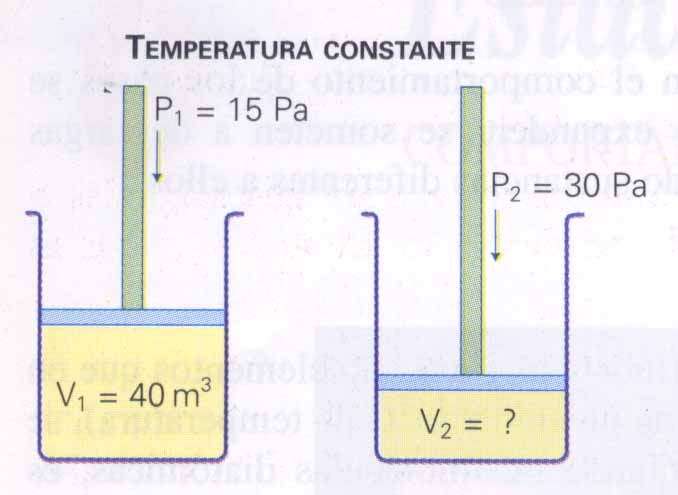 TEMPERATURA CONSTANTE
P₁ = 15 Pa
P₂ = 30 Pa
V₁ = 40 m³
V₂ = ?